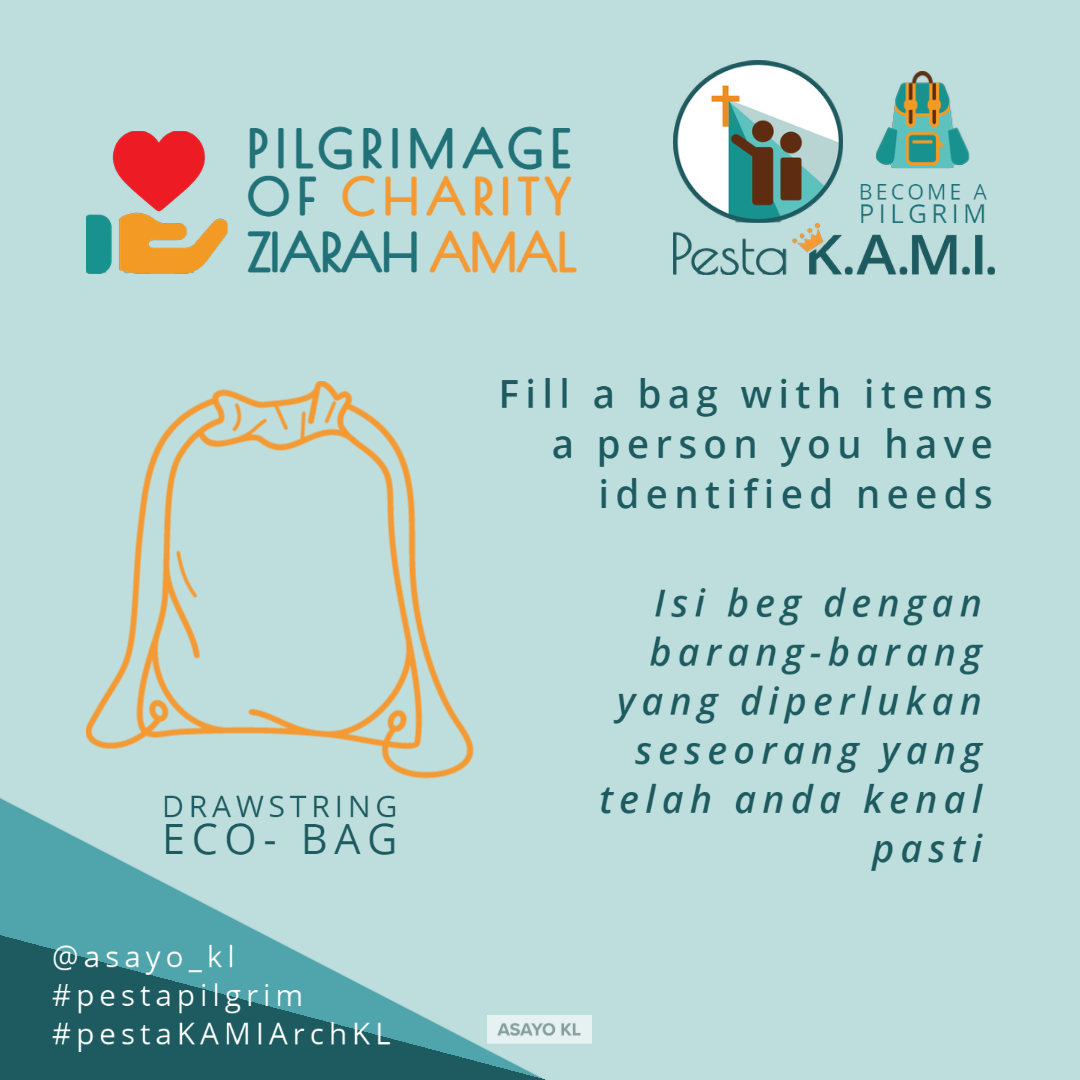 PILGRIMAGE
OF CHARITY
ZIARAH AMAL
BECOME A
PILGRIM
Pesta K.A.M.I.
Fill a bag with items
a person you have
identified needs
Isi beg dengan
barang-barang
yang diperlukan
seseorang yang
telah anda kenal
pasti
DRAWSTRING
ECO- BAG
@asayo_kl
#pestapilgrim
#pestaKAMIArchKL
ASAYO KL